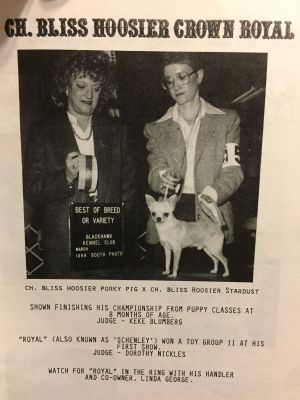 CH. BLISS HOOSIER CROWN ROYAL
BEST OF BREED
OR VARIETY
BLACKHAWK
KENNEL CLUB
MARCH
1986 BOOTH PHOTO
CH. BLISS HOOSIER PORKY PIG X CH. BLISS HOOSIER STARDUST
SHOWN FINISHING HIS CHAMPIONSHIP FROM PUPPY CLASSES AT
8 MONTHS OF AGE.
JUDGE - KEKE BLUMBERG
"ROYAL" (ALSO KNOWN AS 'SCHENLEY') WON A TOY GROUP II AT HIS
FIRST SHOW.
JUDGE - DOROTHY NICKLES
WATCH FOR "ROYAL" IN THE RING WITH HIS HANDLER
AND CO-OWNER, LINDA GEORGE.